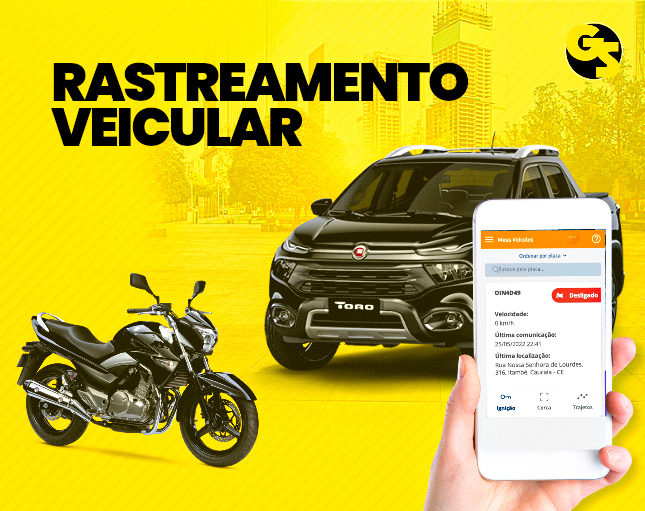 RASTREAMENTO
VEICULAR
G
F
TORO
Meus Veículos
?
Ordenar por placa
Busque pela placa...
OIN4D49
Desligado
Velocidade:
0 km/h
Última comunicação:
25/05/2022 22:41
Última localização:
Rua Nossa Senhora de Lourdes,
316, Itambé, Caucaia - CE
Ignição
Cerca
Trajetos